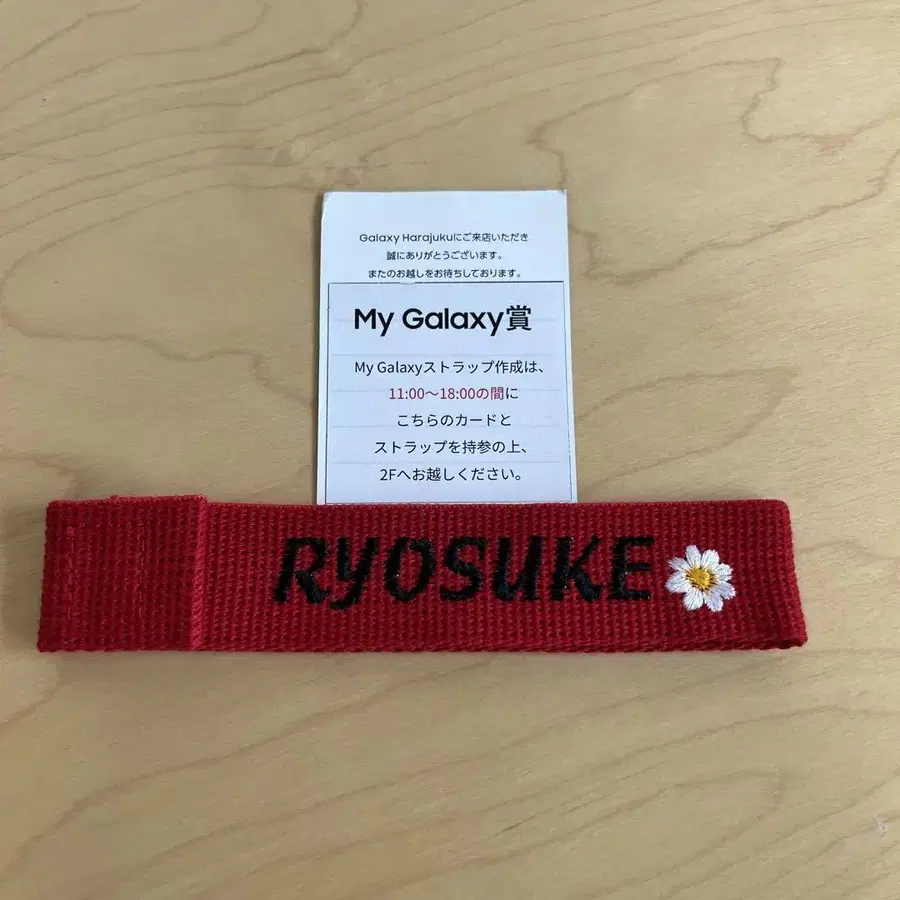 Galaxy Harajukuにご来店いただき
誠にありがとうございます。
またのお越しをお待ちしております。
My Galaxy賞
My Galaxyストラップ作成は、
11:00～18:00の間に
こちらのカードと
ストラップを持参の上、
2Fへお越しください。
RYOSUKE